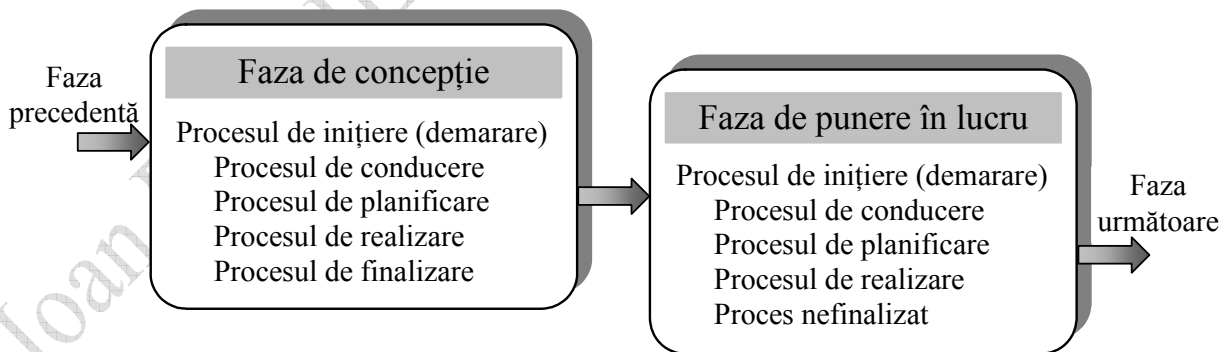 Faza
precedentă
Faza de concepție
Procesul de inițiere (demarare)
Procesul de conducere
Procesul de planificare
Procesul de realizare
Procesul de finalizare
Faza de punere în lucru
Procesul de inițiere (demarare)
Procesul de conducere
Procesul de planificare
Procesul de realizare
Proces nefinalizat
Faza
următoare
Ioan